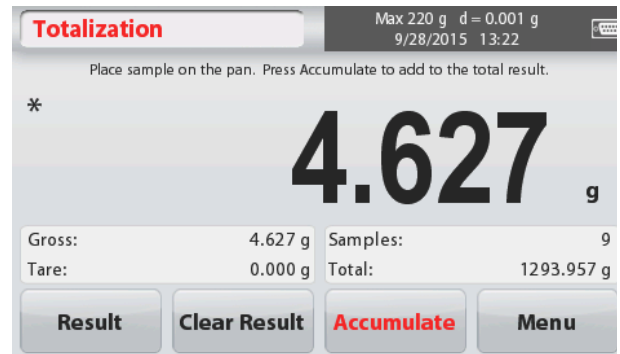 Totalization
Max 220 g d = 0.001 g
9/28/2015 13:22
Place sample on the pan. Press Accumulate to add to the total result.
*
4.627 g
Gross: 4.627 g Samples: 9
Tare: 0.000 g Total: 1293.957 g
Result Clear Result Accumulate Menu